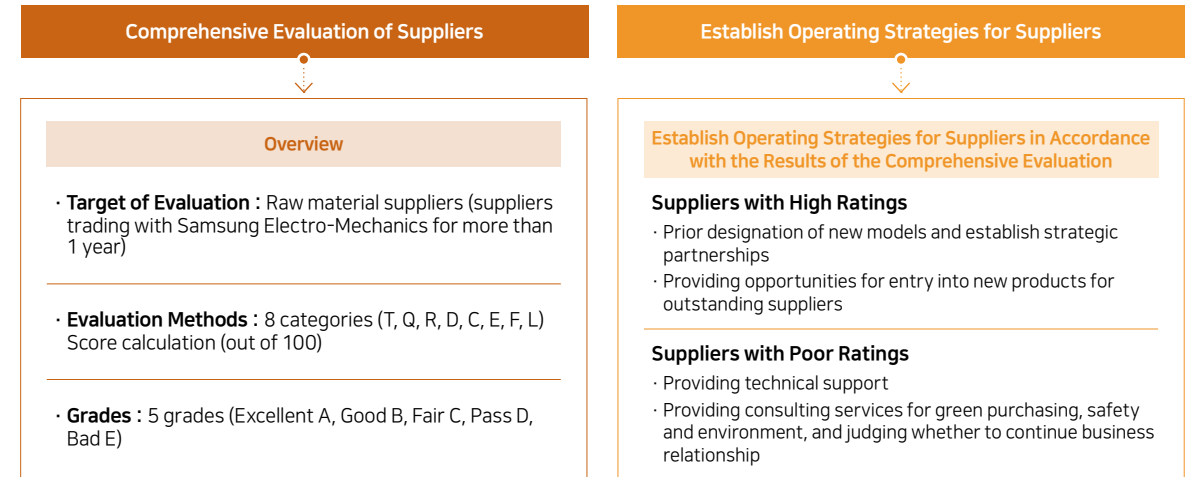 Comprehensive Evaluation of Suppliers
Overview
· Target of Evaluation : Raw material suppliers (suppliers
trading with Samsung Electro-Mechanics for more than
1 year)
· Evaluation Methods : 8 categories (T, Q, R, D, C, E, F, L)
Score calculation (out of 100)
· Grades : 5 grades (Excellent A, Good B, Fair C, Pass D,
Bad E)
Establish Operating Strategies for Suppliers
Establish Operating Strategies for Suppliers in Accordance
with the Results of the Comprehensive Evaluation
Suppliers with High Ratings
· Prior designation of new models and establish strategic
partnerships
· Providing opportunities for entry into new products for
outstanding suppliers
Suppliers with Poor Ratings
· Providing technical support
· Providing consulting services for green purchasing, safety
and environment, and judging whether to continue business
relationship